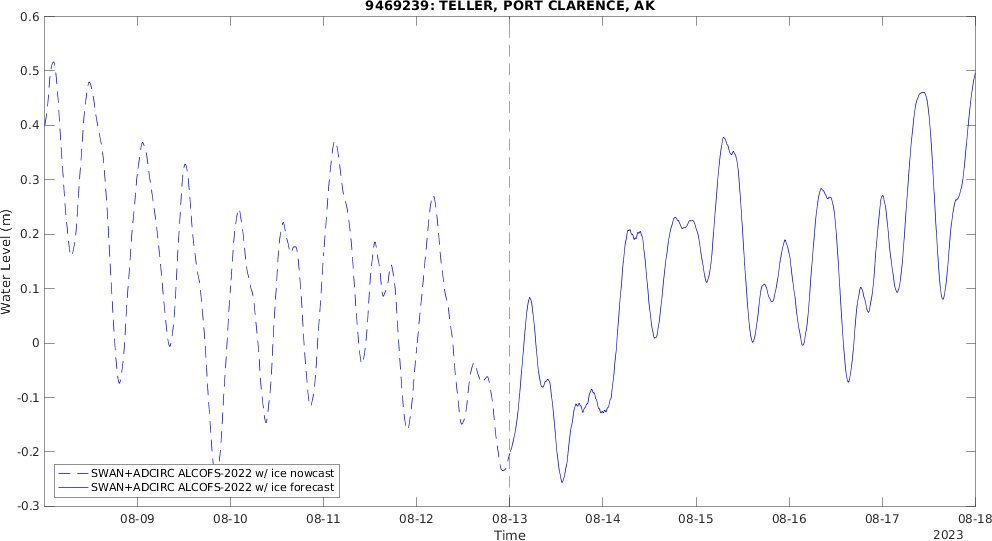 9469239: TELLER, PORT CLARENCE, AK
Water Level (m)
0.6
0.5
0.4
0.3
0.2
0.1
0
-0.1
-0.2
-0.3
SWAN+ADCIRC ALCOFS-2022 w/ ice nowcast
SWAN+ADCIRC ALCOFS-2022 w/ ice forecast
08-09 08-10 08-11 08-12 08-13 08-14 08-15 08-16 08-17 08-18
Time
2023